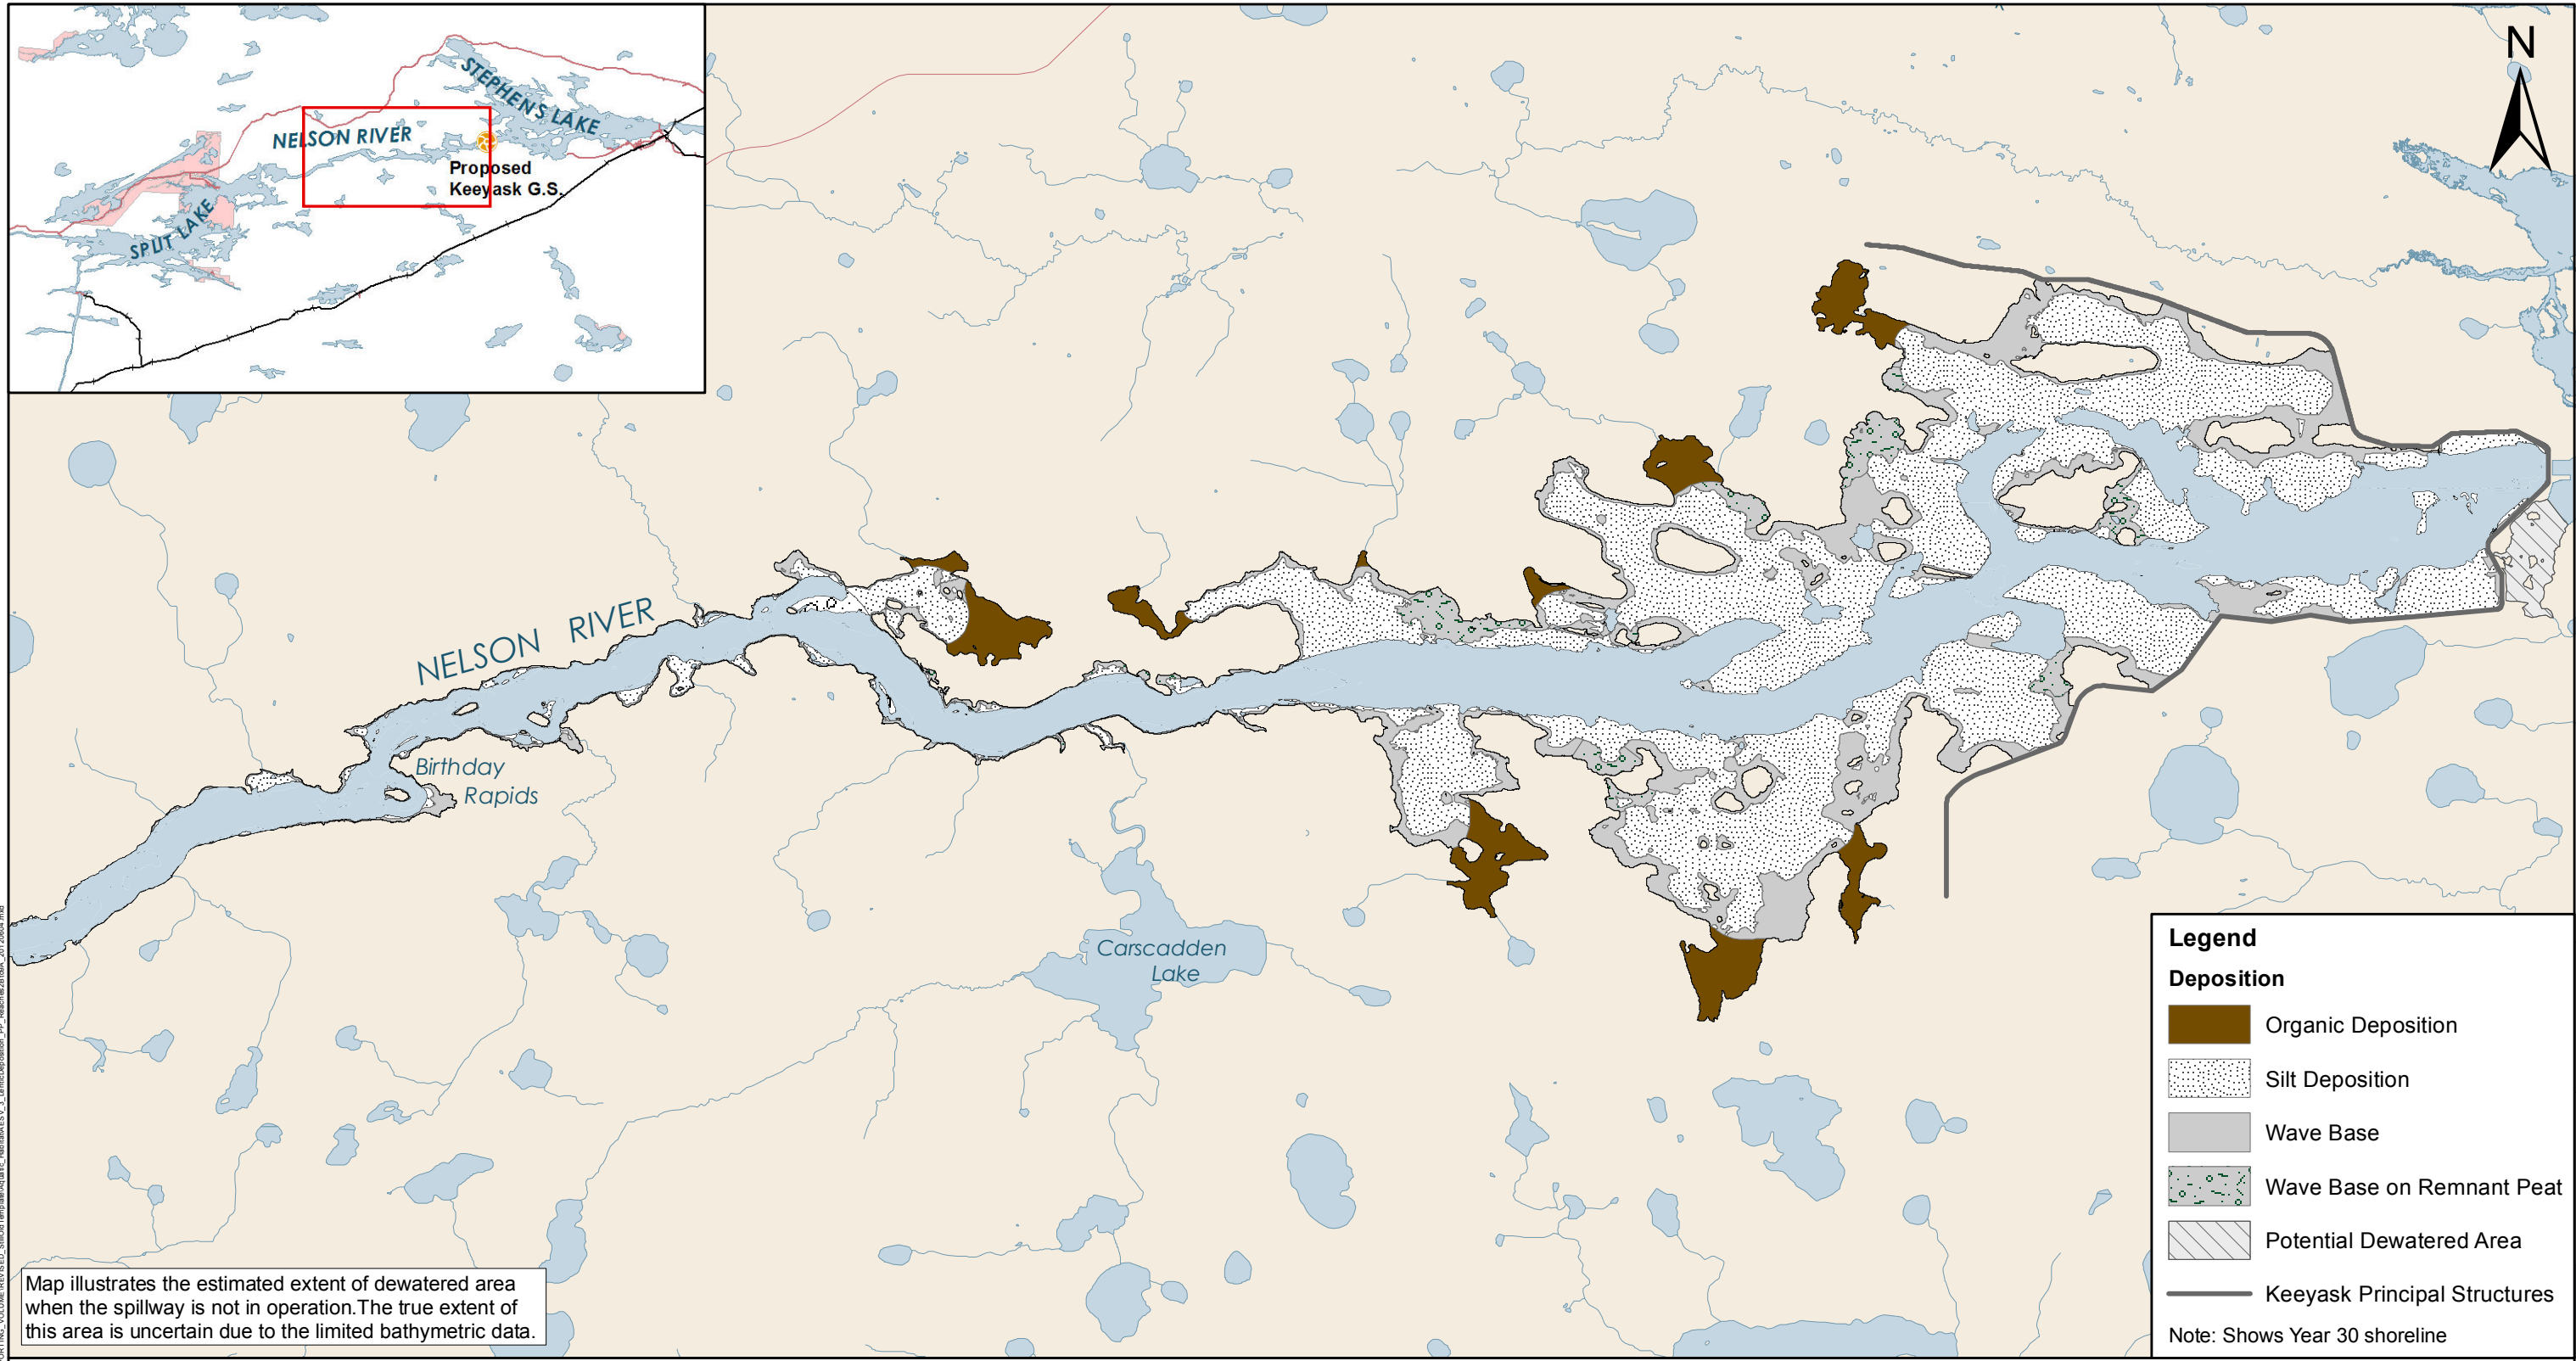 STEPHENS LAKE
NELSON RIVER
Proposed
Keeyask G.S.
SPLIT LAKE
N
NELSON RIVER
Birthday
Rapids
Carscadden
Lake
Legend
Deposition
Organic Deposition
Silt Deposition
Wave Base
Wave Base on Remnant Peat
Potential Dewatered Area
Keeyask Principal Structures
Note: Shows Year 30 shoreline
Map illustrates the estimated extent of dewatered area
when the spillway is not in operation.The true extent of
this area is uncertain due to the limited bathymetric data.